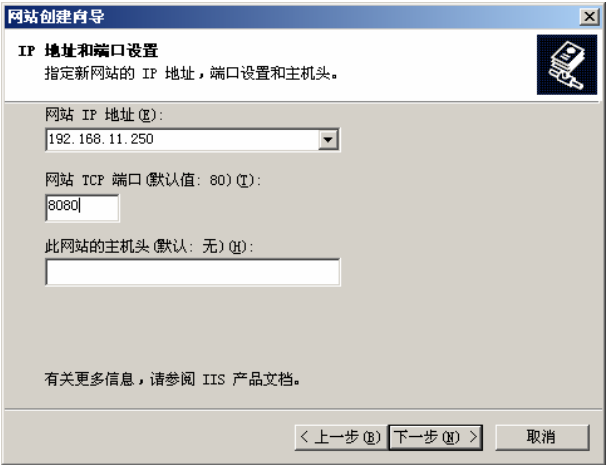 网站创建向导
IP 地址和端口设置
指定新网站的 IP 地址，端口设置和主机头。
网站 IP 地址(E):
192.168.11.250
网站 TCP 端口(默认值: 80)(T):
8080
此网站的主机头(默认: 无)(H):
有关更多信息，请参阅 IIS 产品文档。
< 上一步(B) 下一步(N) > 取消